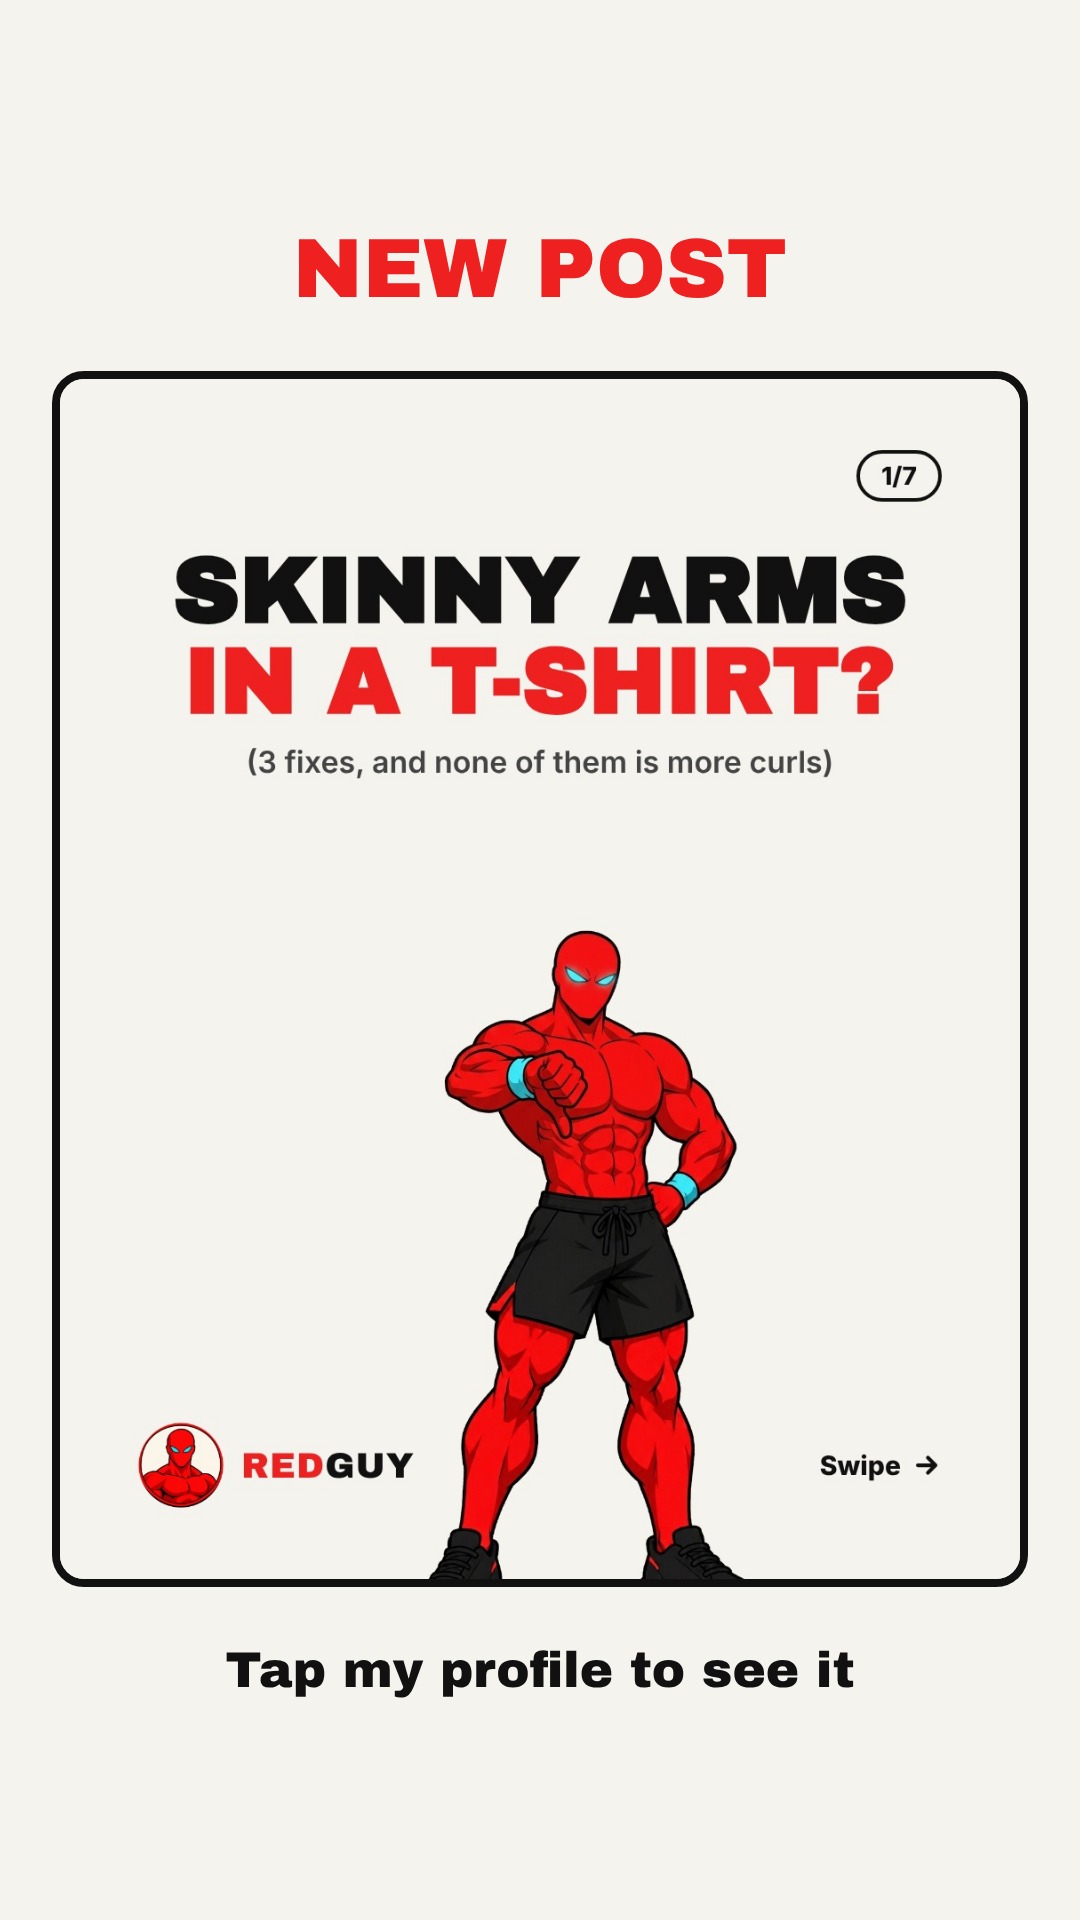 NEW POST
1/7
SKINNY ARMS
IN A T-SHIRT?
(3 fixes, and none of them is more curls)
REDGUY
Swipe →
Tap my profile to see it